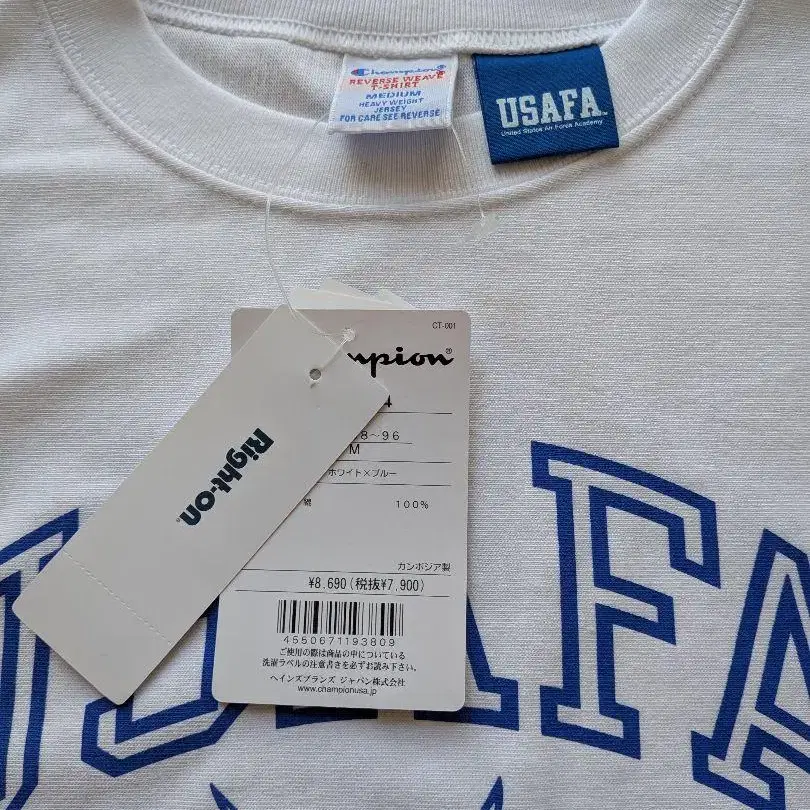 Champion
REVERSE WEAVE
T-SHIRT
MEDIUM
HEAVY WEIGHT
JERSEY
FOR CARE SEE REVERSE
USAFA™
United States Air Force Academy
CT-001
mpion®
4
8～96
M
ホワイト×ブルー
綿 100%
カンボジア製
¥8,690(税抜¥7,900)
4550671193809
ご使用の際は商品の中についている
洗濯ラベルの注意書きを必ずお読み下さい。
ヘインズブランズ ジャパン株式会社
www.championusa.jp
Right-on®
USAFA